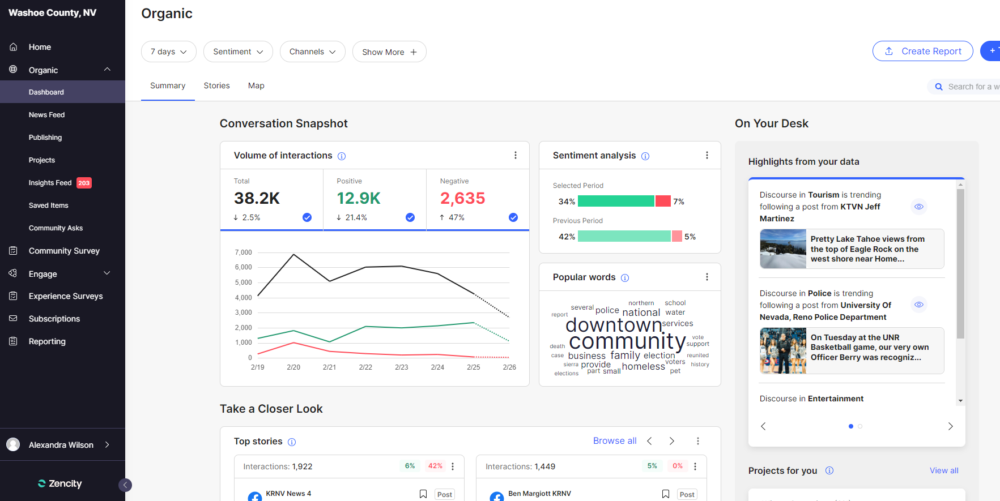 Washoe County, NV
Home
Organic
Dashboard
News Feed
Publishing
Projects
Insights Feed 203
Saved Items
Community Asks
Community Survey
Engage
Experience Surveys
Subscriptions
Reporting
Alexandra Wilson
Zencity
Organic
7 days
Sentiment
Channels
Show More +
Create Report
+
Summary
Stories
Map
Search for a w
Conversation Snapshot
Volume of interactions
Total
38.2K
↓ 2.5%
Positive
12.9K
↓ 21.4%
Negative
2,635
↑ 47%
7,000
6,000
5,000
4,000
3,000
2,000
1,000
0
2/19 2/20 2/21 2/22 2/23 2/24 2/25 2/26
Sentiment analysis
Selected Period
34% 7%
Previous Period
42% 5%
Popular words
northern school
several police national water
report
downtown services
community vote
death support
case business family election reunited
sierra provide homeless voters history
elections part small pet
Take a Closer Look
Top stories
Browse all
Interactions: 1,922 6% 42%
KRNV News 4 Post
Interactions: 1,449 5% 0%
Ben Margiott KRNV Post
On Your Desk
Highlights from your data
Discourse in Tourism is trending
following a post from KTVN Jeff
Martinez
Pretty Lake Tahoe views from
the top of Eagle Rock on the
west shore near Home...
Discourse in Police is trending
following a post from University Of
Nevada, Reno Police Department
On Tuesday at the UNR
Basketball game, our very own
Officer Berry was recogniz...
Discourse in Entertainment
Projects for you
View all